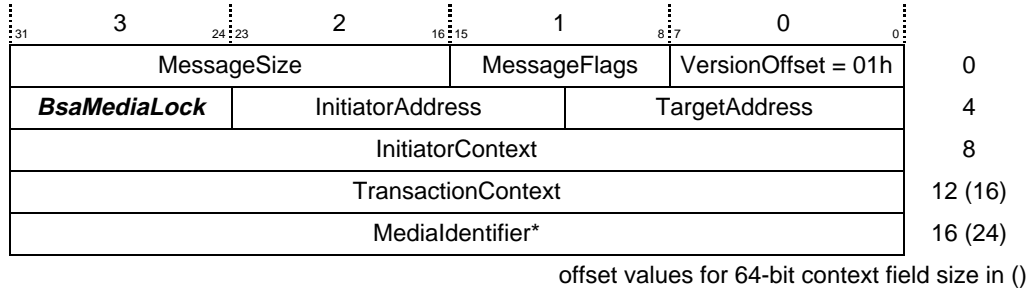 3 2 1 0
31 24 23 16 15 8 7 0
MessageSize MessageFlags VersionOffset = 01h 0
BsaMediaLock InitiatorAddress TargetAddress 4
InitiatorContext 8
TransactionContext 12 (16)
MediaIdentifier* 16 (24)
offset values for 64-bit context field size in ()